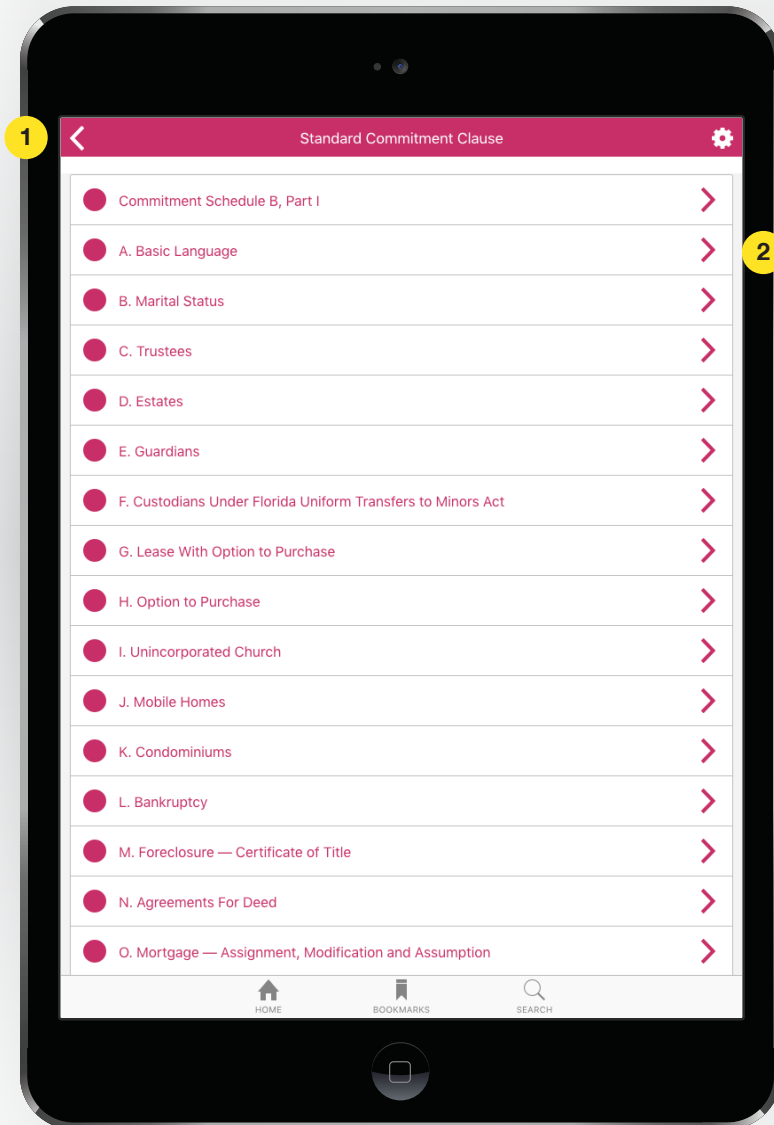 1
Standard Commitment Clause
Commitment Schedule B, Part I
A. Basic Language
2
B. Marital Status
C. Trustees
D. Estates
E. Guardians
F. Custodians Under Florida Uniform Transfers to Minors Act
G. Lease With Option to Purchase
H. Option to Purchase
I. Unincorporated Church
J. Mobile Homes
K. Condominiums
L. Bankruptcy
M. Foreclosure — Certificate of Title
N. Agreements For Deed
O. Mortgage — Assignment, Modification and Assumption
HOME BOOKMARKS SEARCH